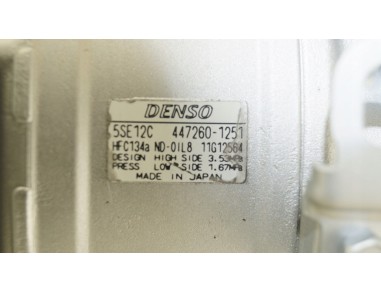 DENSO
5SE12C 447260-1251
HFC134a ND-OIL8 11G12564
DESIGN HIGH SIDE 3.53MPa
PRESS LOW SIDE 1.67MPa
MADE IN JAPAN